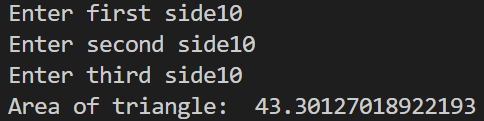 Enter first side10
Enter second side10
Enter third side10
Area of triangle:  43.30127018922193